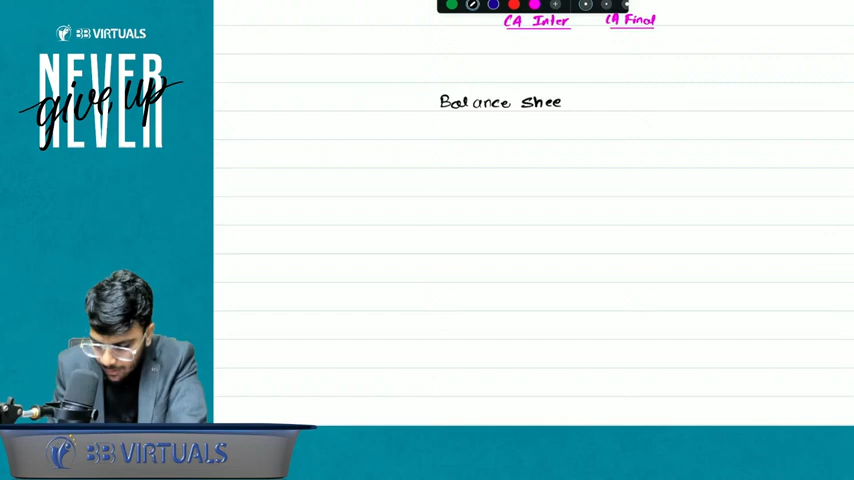 BB VIRTUALS
NEVER
give up
NEVER
CA Inter CA Final
Balance Shee
BB VIRTUALS